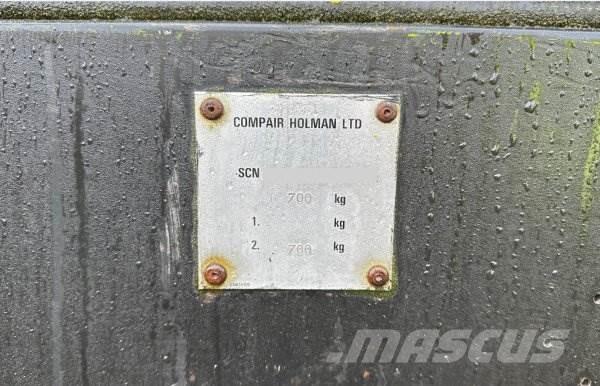 COMPAIR HOLMAN LTD
SCN
700 kg
1. kg
2. 700 kg
MASCUS